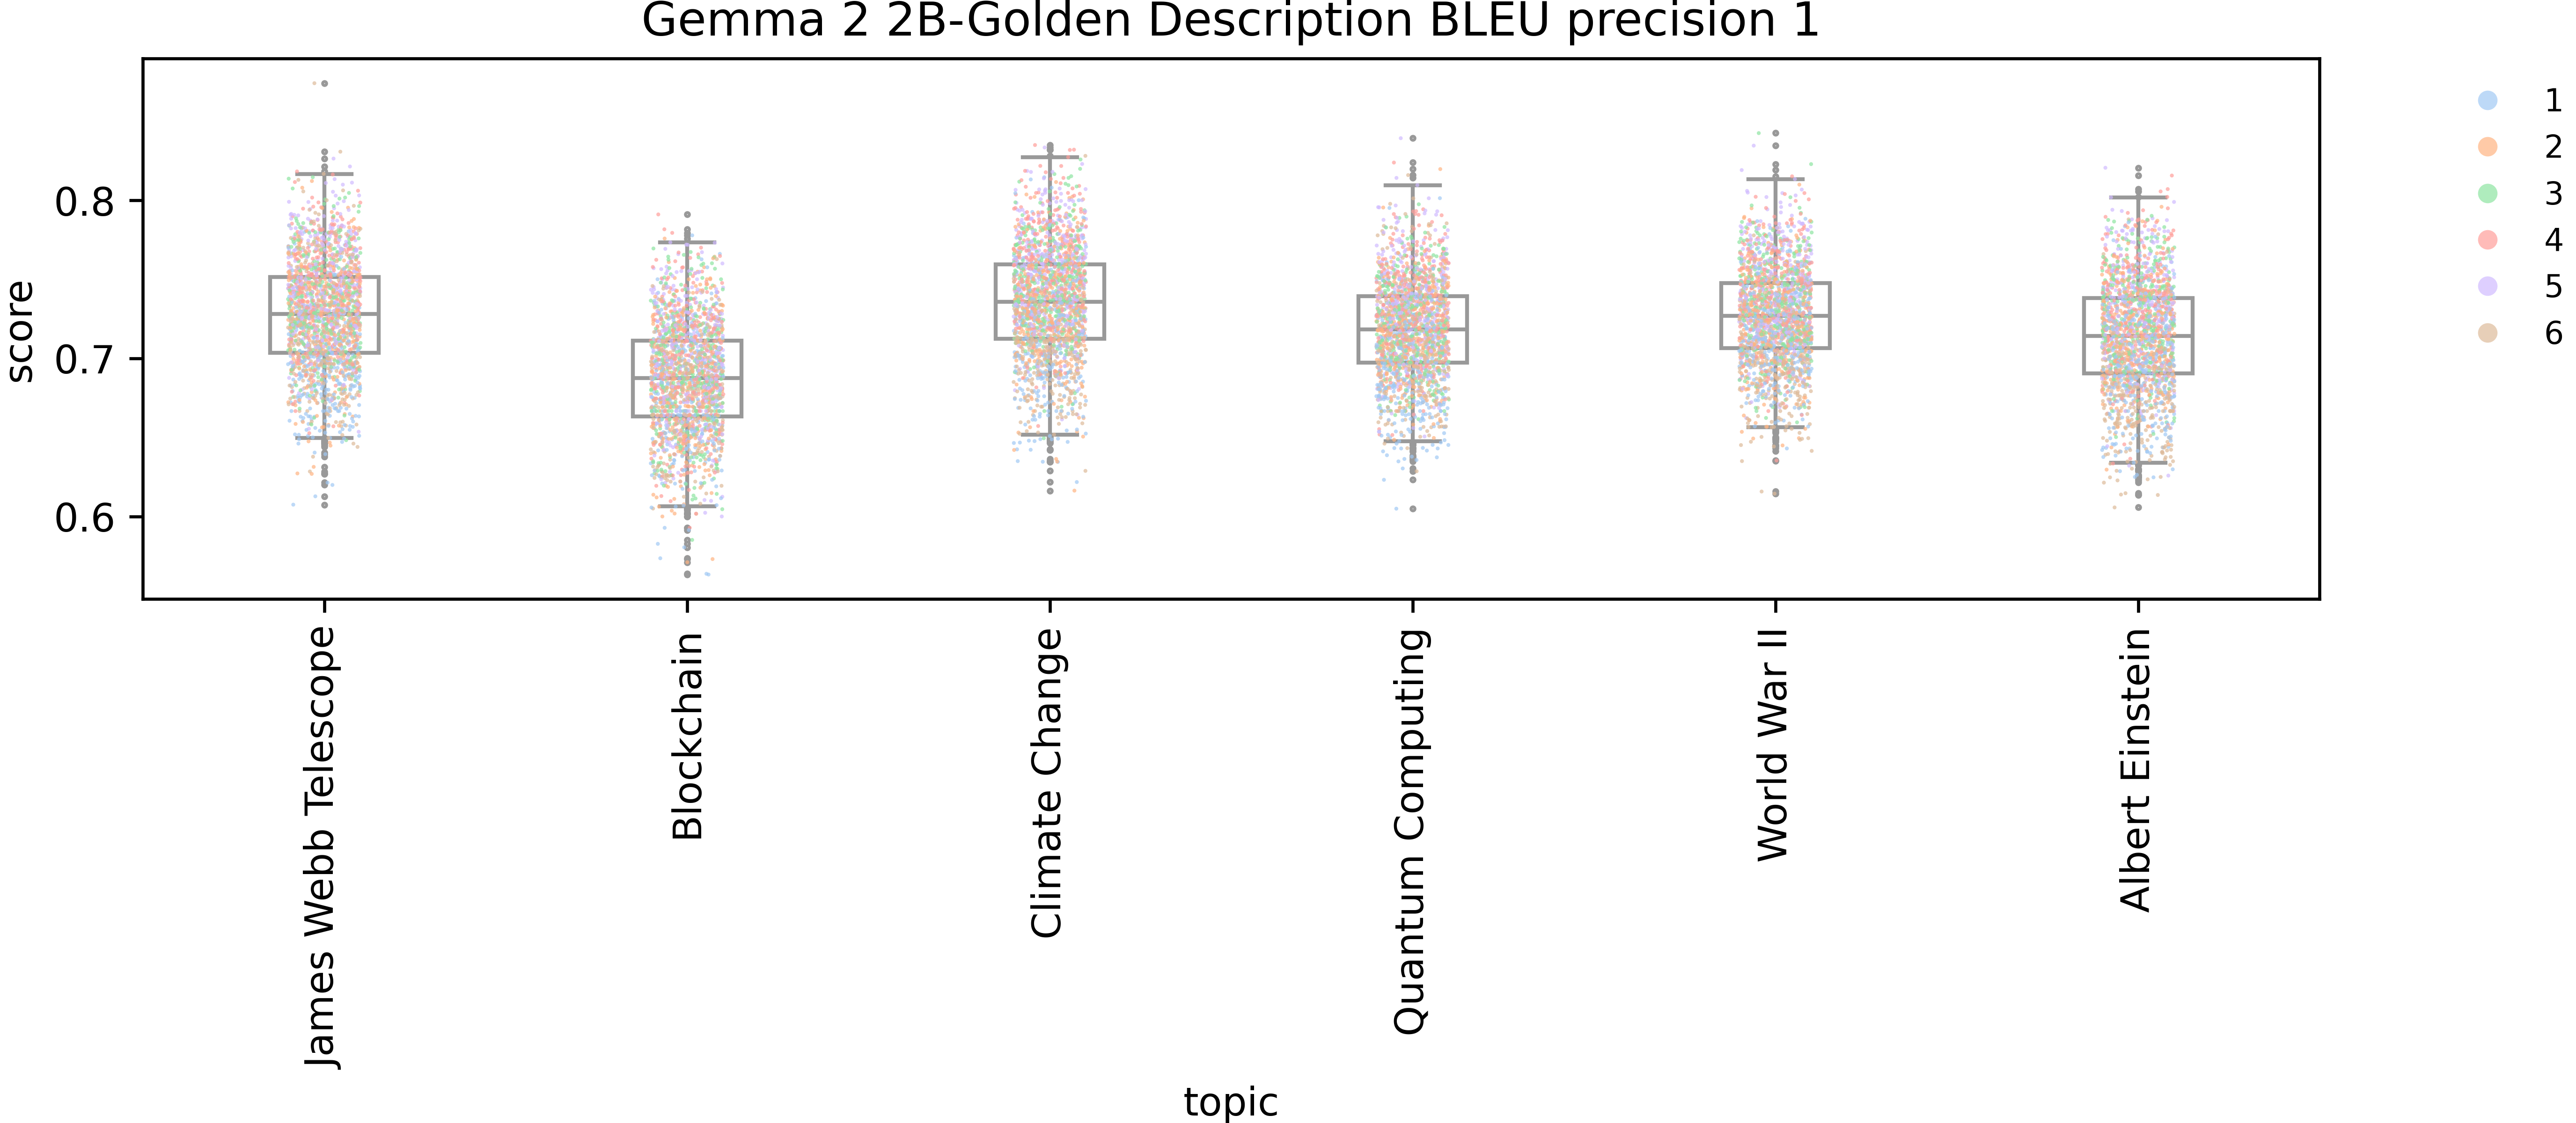 Gemma 2 2B-Golden Description BLEU precision 1
score
0.8
0.7
0.6
James Webb Telescope
Blockchain
Climate Change
Quantum Computing
World War II
Albert Einstein
topic
1
2
3
4
5
6